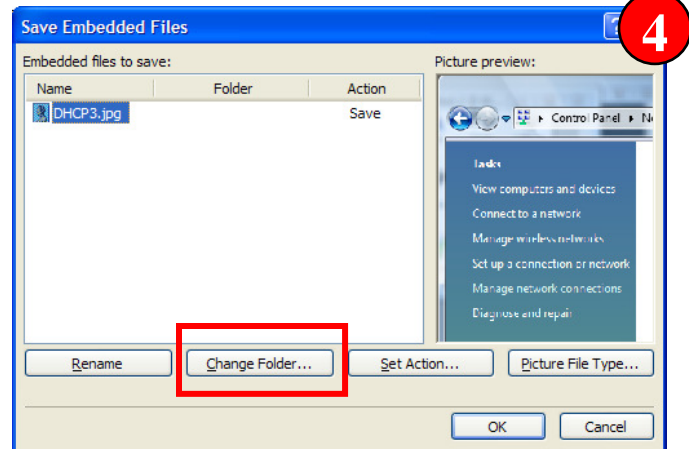 Save Embedded Files
?
4
Embedded files to save:
Picture preview:
Name Folder Action
DHCP3.jpg Save
Control Panel
Tasks
View computers and devices
Connect to a network
Manage wireless networks
Set up a connection or network
Manage network connections
Diagnose and repair
Rename
Change Folder...
Set Action...
Picture File Type...
OK
Cancel